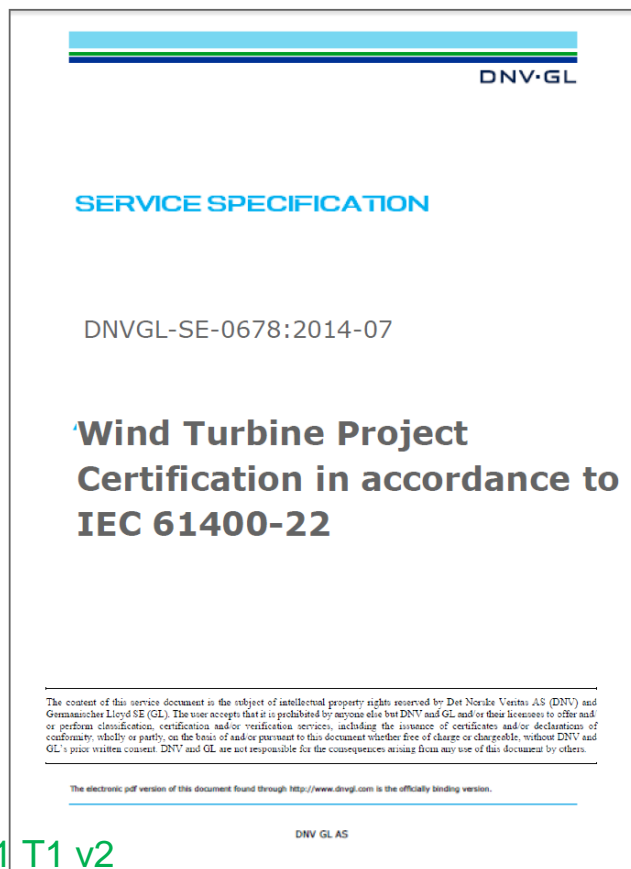 DNV·GL
SERVICE SPECIFICATION
DNVGL-SE-0678:2014-07
Wind Turbine Project
Certification in accordance to
IEC 61400-22
The content of this service document is the subject of intellectual property rights reserved by Det Norske Veritas AS (DNV) and
Germanischer Lloyd SE (GL). The user accepts that it is prohibited by anyone else but DNV and GL and/or their licensees to offer and/
or perform classification, certification and/or verification services, including the issuance of certificates and/or declarations of
conformity, wholly or partly, on the basis of and/or pursuant to this document whether free of charge or chargeable, without DNV and
GL's prior written consent. DNV and GL are not responsible for the consequences arising from any use of this document by others.
The electronic pdf version of this document found through http://www.dnvgl.com is the officially binding version.
DNV GL AS
T1 v2